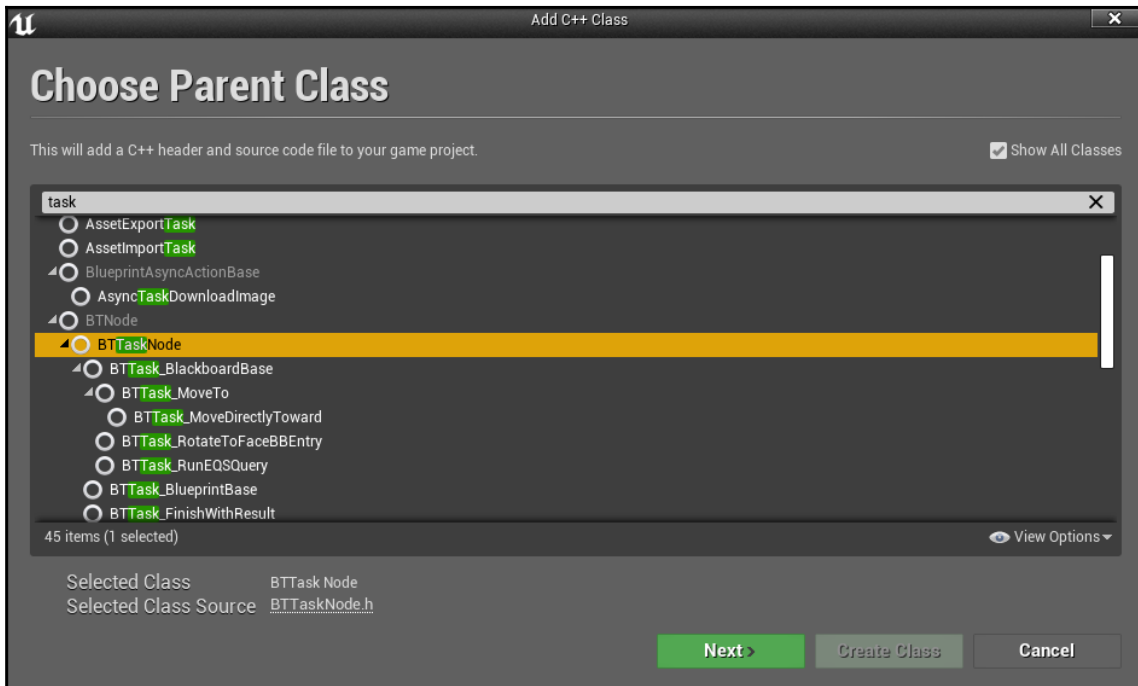 Add C++ Class
Choose Parent Class
This will add a C++ header and source code file to your game project.
Show All Classes
task
AssetExportTask
AssetImportTask
BlueprintAsyncActionBase
AsyncTaskDownloadImage
BTNode
BTTaskNode
BTTask_BlackboardBase
BTTask_MoveTo
BTTask_MoveDirectlyToward
BTTask_RotateToFaceBBEntry
BTTask_RunEQSQuery
BTTask_BlueprintBase
BTTask_FinishWithResult
45 items (1 selected)
View Options
Selected Class BTTask Node
Selected Class Source BTTaskNode.h
Next Create Class Cancel